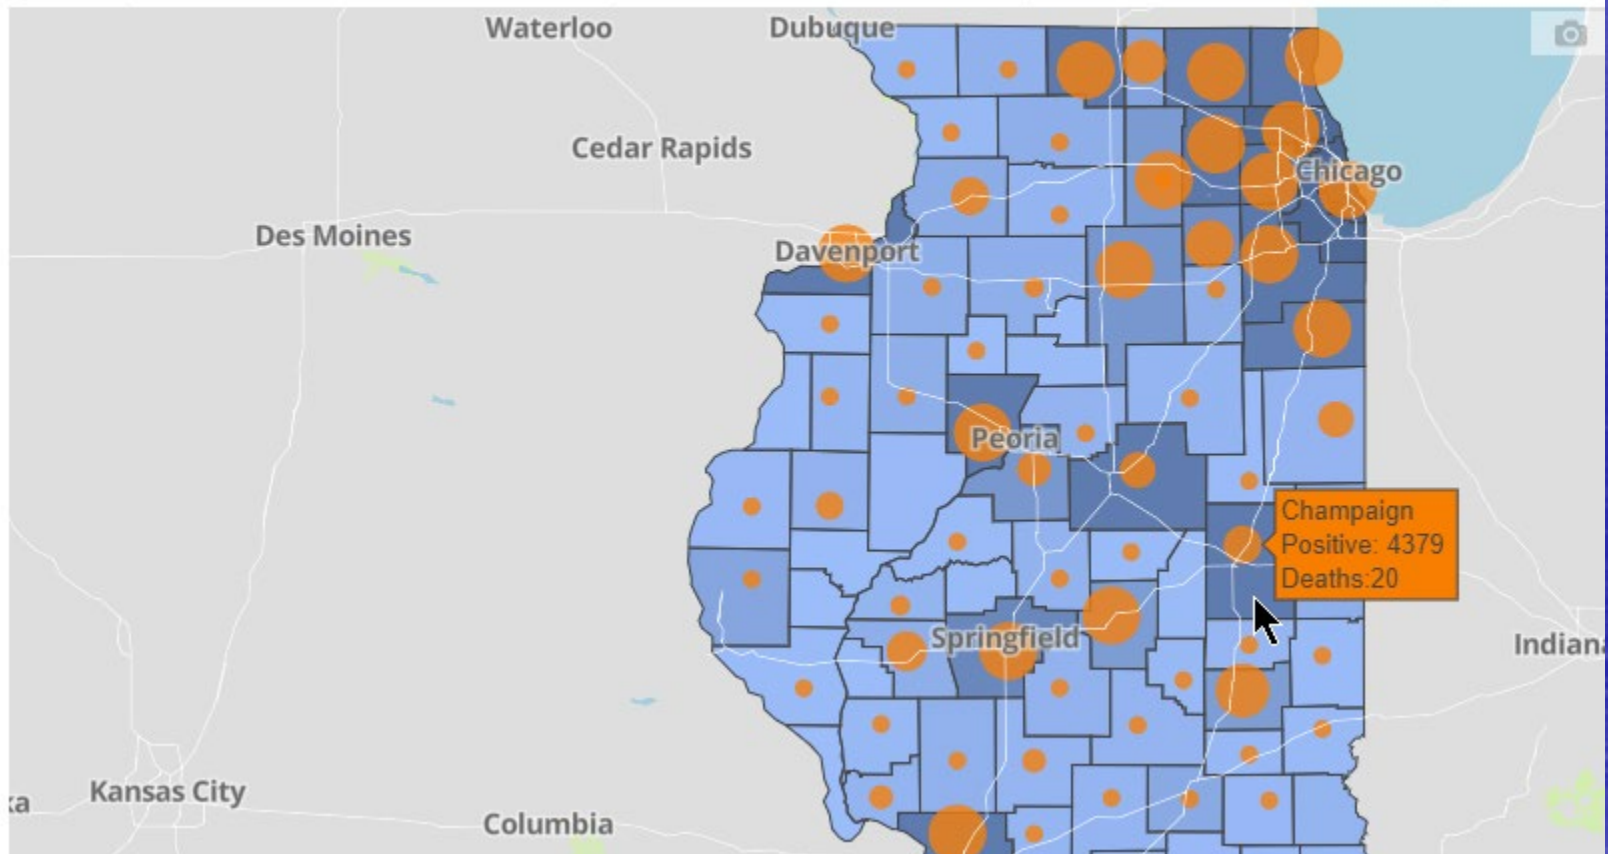 Waterloo
Dubuque
Cedar Rapids
Chicago
Des Moines
Davenport
Peoria
Champaign
Positive: 4379
Deaths:20
Springfield
Indiana
Kansas City
ka
Columbia